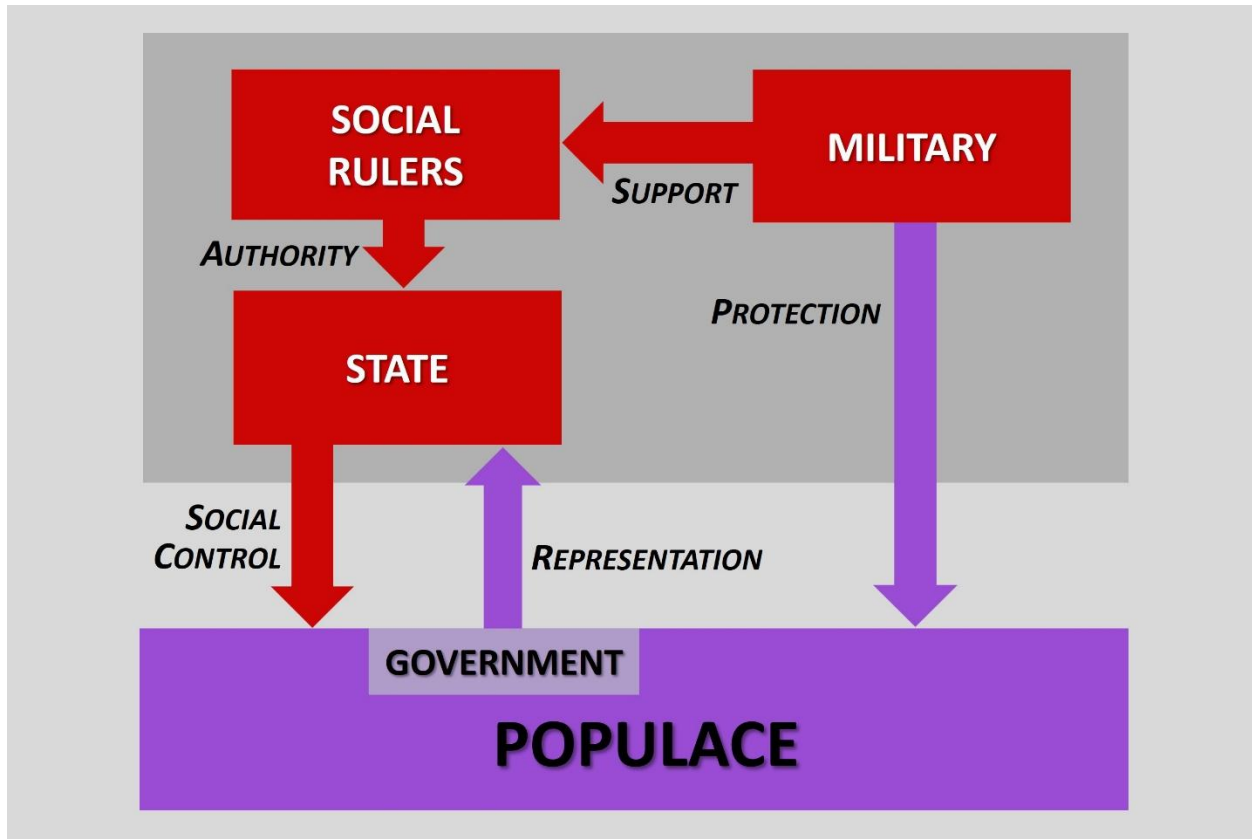 SOCIAL
RULERS
MILITARY
SUPPORT
AUTHORITY
PROTECTION
STATE
SOCIAL
CONTROL
REPRESENTATION
GOVERNMENT
POPULACE